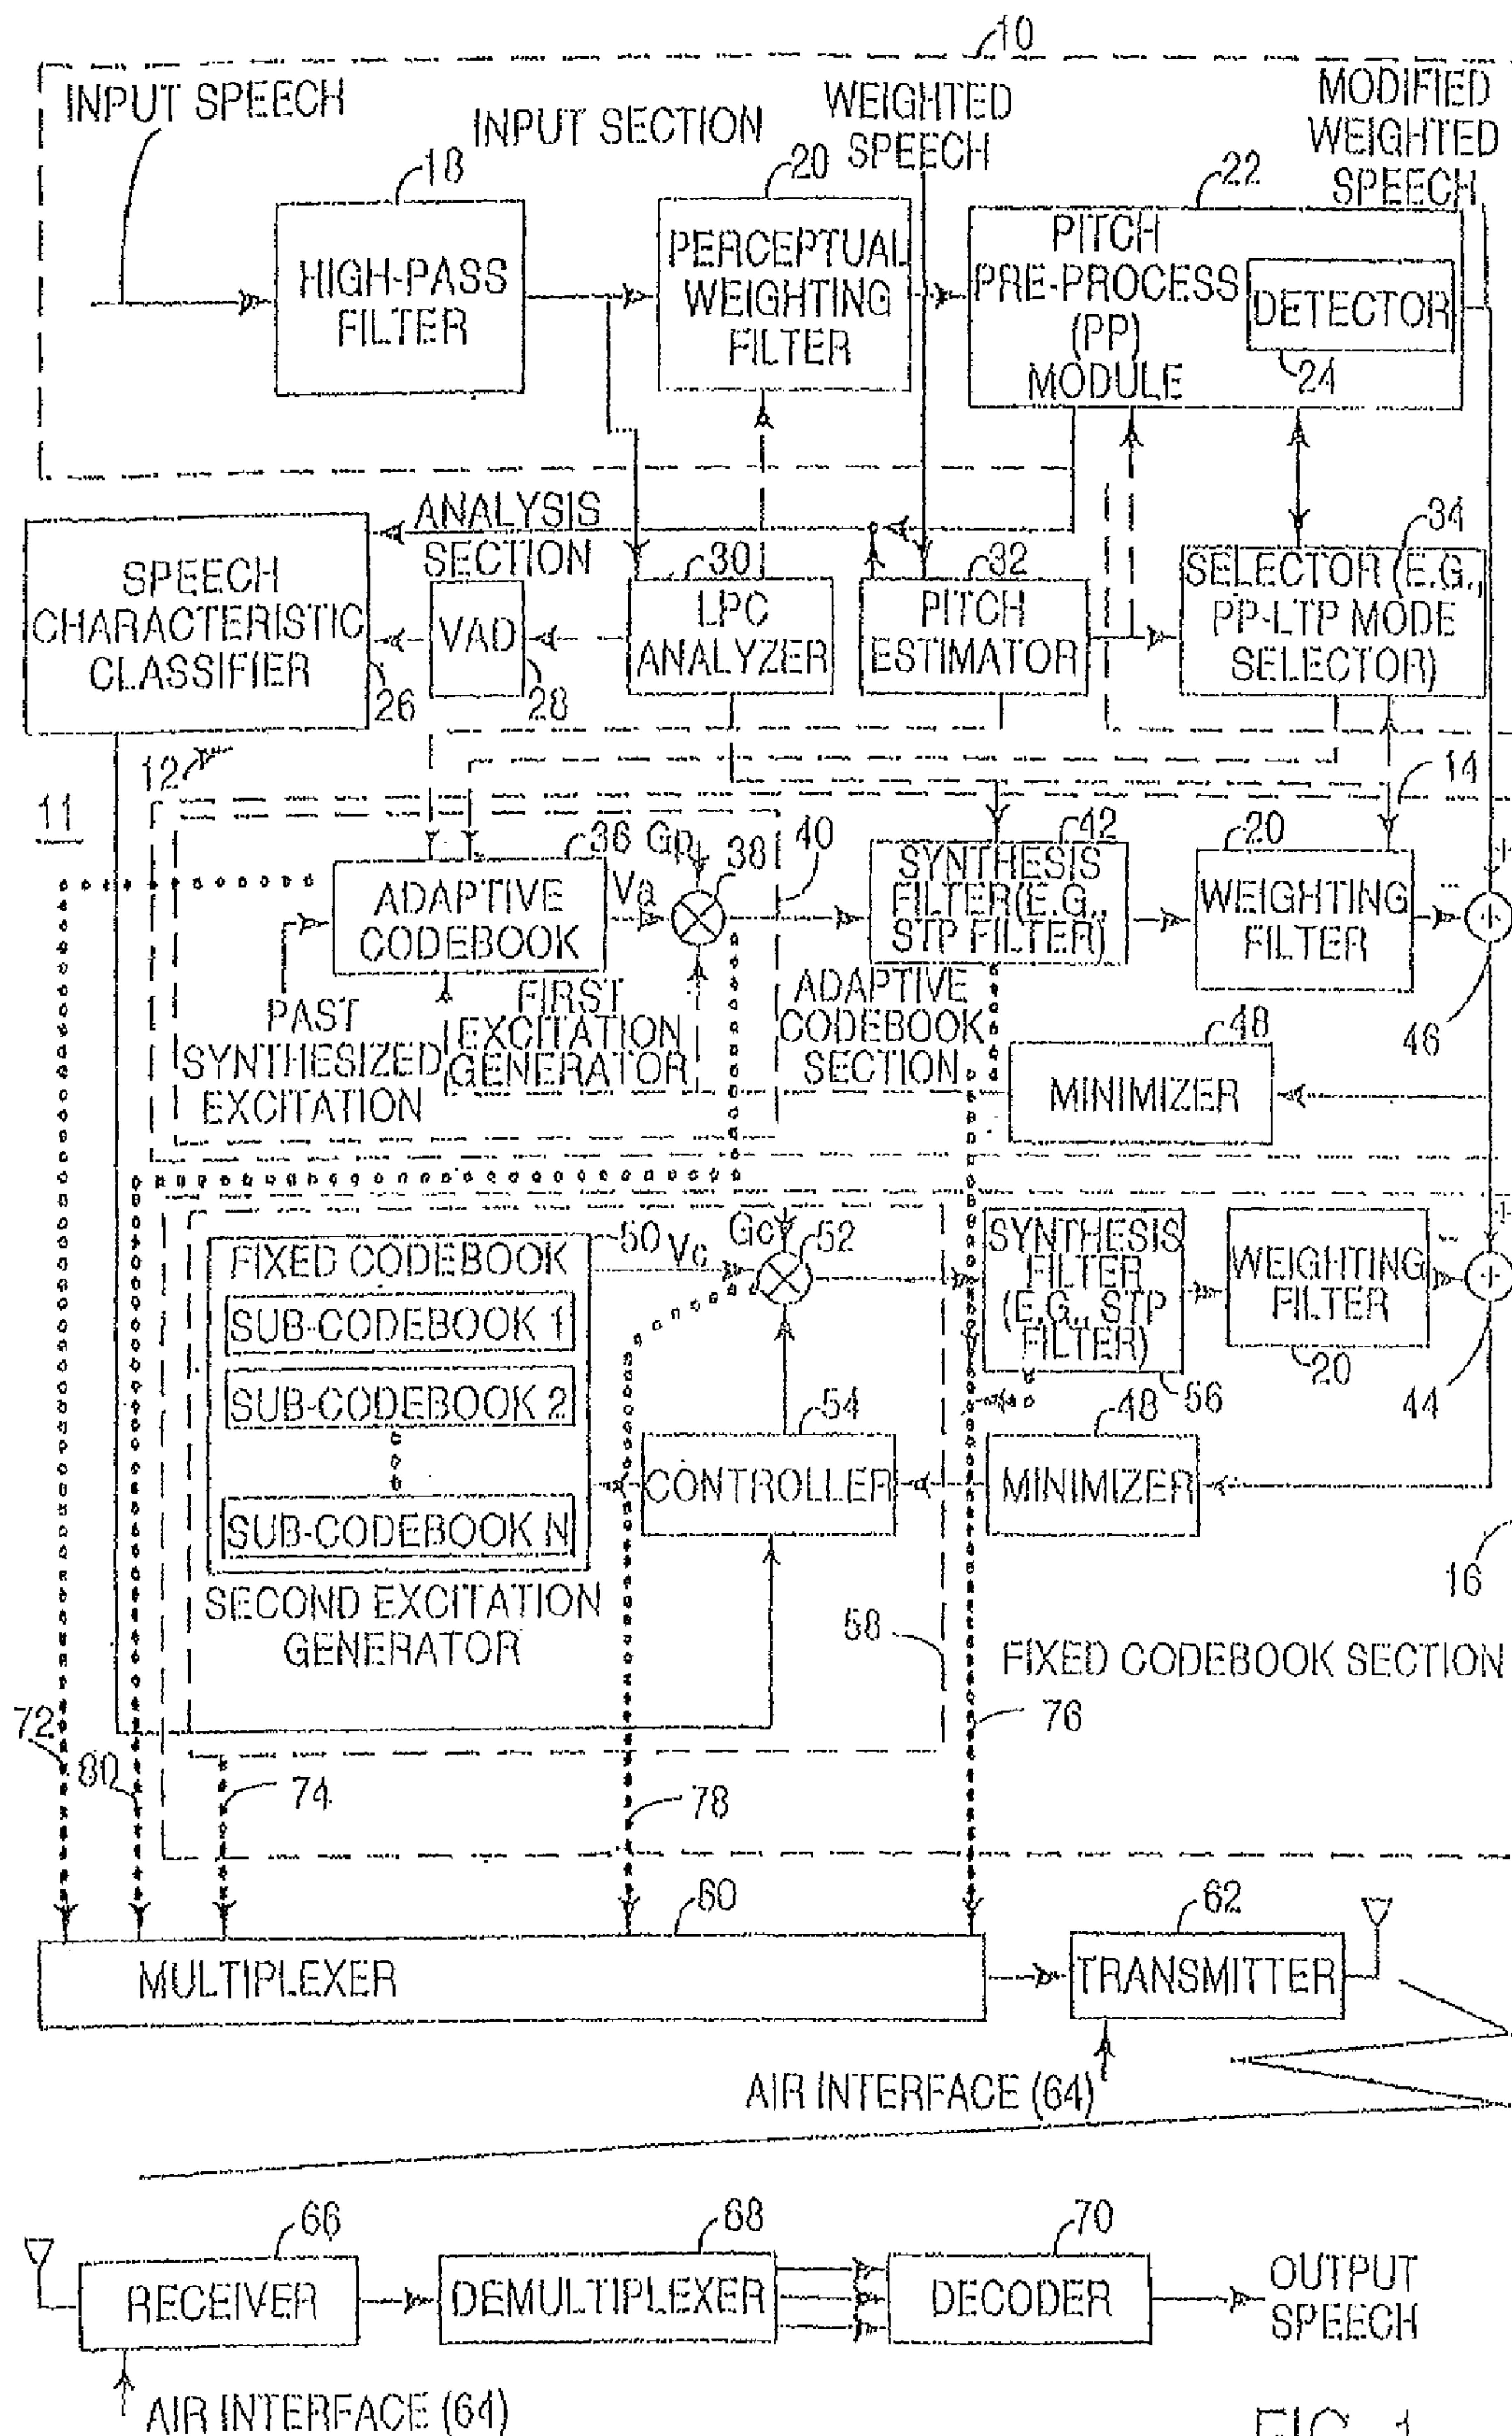 10
INPUT SPEECH
INPUT SECTION
WEIGHTED
SPEECH
MODIFIED
WEIGHTED
SPEECH
18
20
22
HIGH-PASS
FILTER
PERCEPTUAL
WEIGHTING
FILTER
PITCH
PRE-PROCESS
(PP)
MODULE
DETECTOR
24
ANALYSIS
SECTION
SPEECH
CHARACTERISTIC
CLASSIFIER
26
VAD
28
30
LPC
ANALYZER
32
PITCH
ESTIMATOR
34
SELECTOR (E.G.,
PP-LTP MODE
SELECTOR)
12
11
14
36
Gp
38
40
42
20
ADAPTIVE
CODEBOOK
Va
SYNTHESIS
FILTER(E.G.,
STP FILTER)
WEIGHTING
FILTER
+
-
+
46
PAST
SYNTHESIZED
EXCITATION
FIRST
EXCITATION
GENERATOR
ADAPTIVE
CODEBOOK
SECTION
48
MINIMIZER
50
Vc
Gc
52
FIXED CODEBOOK
SUB-CODEBOOK 1
SUB-CODEBOOK 2
SUB-CODEBOOK N
SYNTHESIS
FILTER
(E.G., STP
FILTER)
56
WEIGHTING
FILTER
20
+
-
+
44
54
CONTROLLER
48
MINIMIZER
16
SECOND EXCITATION
GENERATOR
58
FIXED CODEBOOK SECTION
72
80
74
78
76
60
MULTIPLEXER
62
TRANSMITTER
AIR INTERFACE (64)
66
RECEIVER
68
DEMULTIPLEXER
70
DECODER
OUTPUT
SPEECH
AIR INTERFACE (64)
FIG. 1